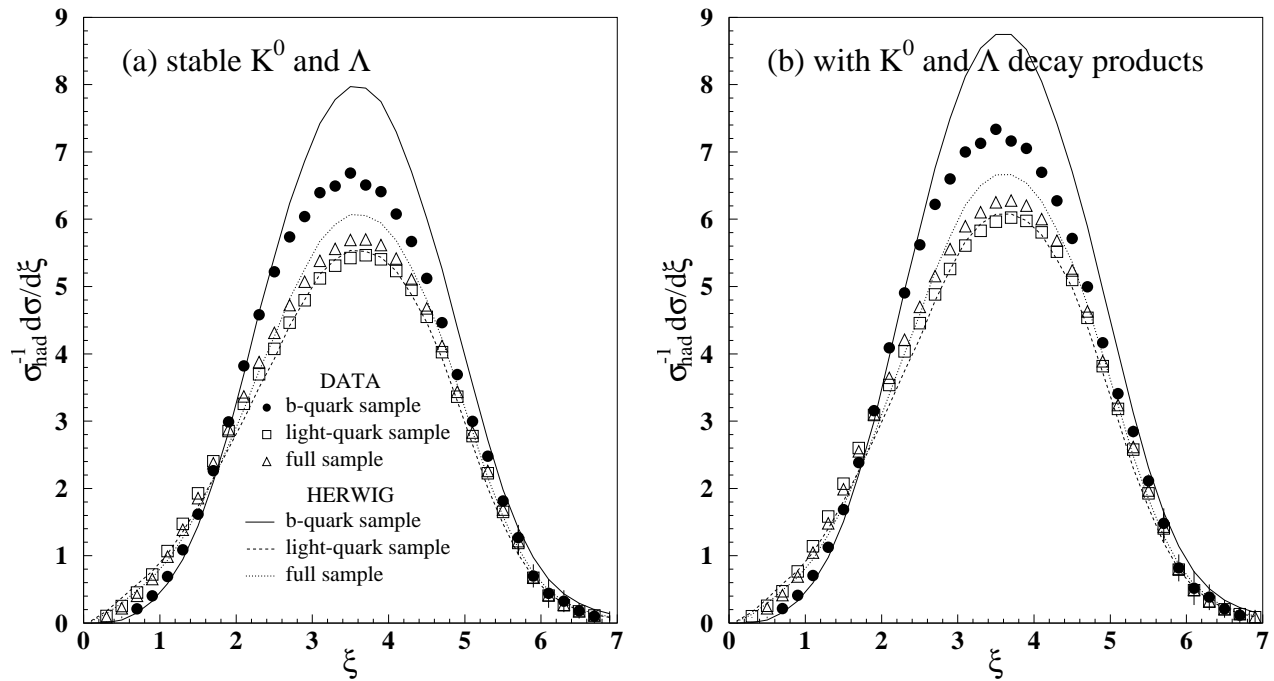 (a) stable K⁰ and Λ
σ⁻¹had dσ/dξ
9
8
7
6
5
4
3
2
1
0
DATA
b-quark sample
light-quark sample
full sample
HERWIG
b-quark sample
light-quark sample
full sample
0 1 2 3 4 5 6 7
ξ
(b) with K⁰ and Λ decay products
σ⁻¹had dσ/dξ
9
8
7
6
5
4
3
2
1
0
0 1 2 3 4 5 6 7
ξ